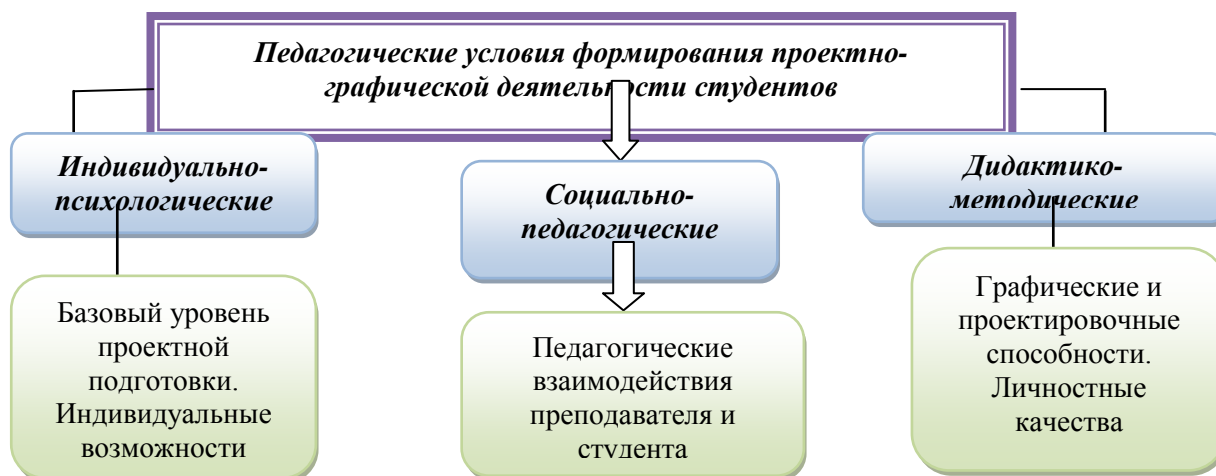 Педагогические условия формирования проектно-
графической деятельности студентов
Индивидуально-
психологические
Социально-
педагогические
Дидактико-
методические
Базовый уровень
проектной
подготовки.
Индивидуальные
возможности
Педагогические
взаимодействия
преподавателя и
студента
Графические и
проектировочные
способности.
Личностные
качества